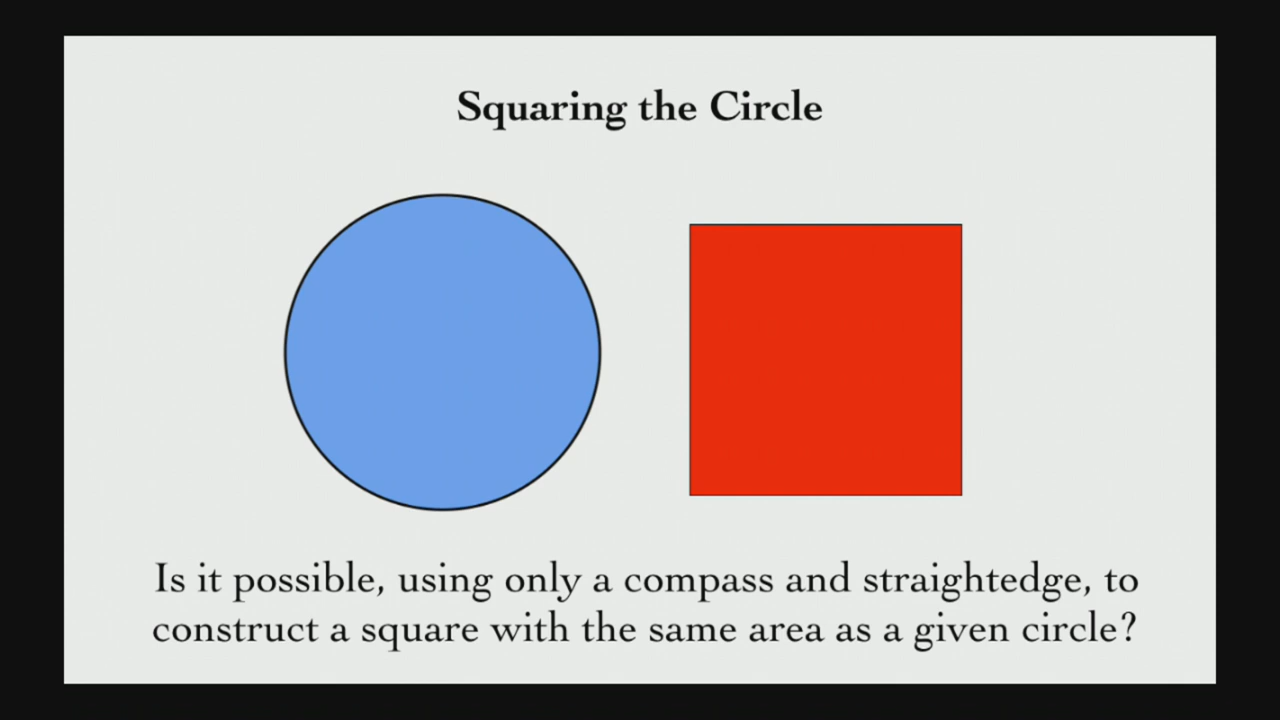 Squaring the Circle
Is it possible, using only a compass and straightedge, to
construct a square with the same area as a given circle?